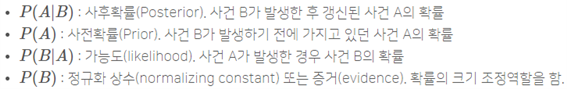 • P(A|B) : 사후확률(Posterior). 사건 B가 발생한 후 갱신된 사건 A의 확률
• P(A) : 사전확률(Prior). 사건 B가 발생하기 전에 가지고 있던 사건 A의 확률
• P(B|A) : 가능도(likelihood). 사건 A가 발생한 경우 사건 B의 확률
• P(B) : 정규화 상수(normalizing constant) 또는 증거(evidence). 확률의 크기 조정역할을 함.